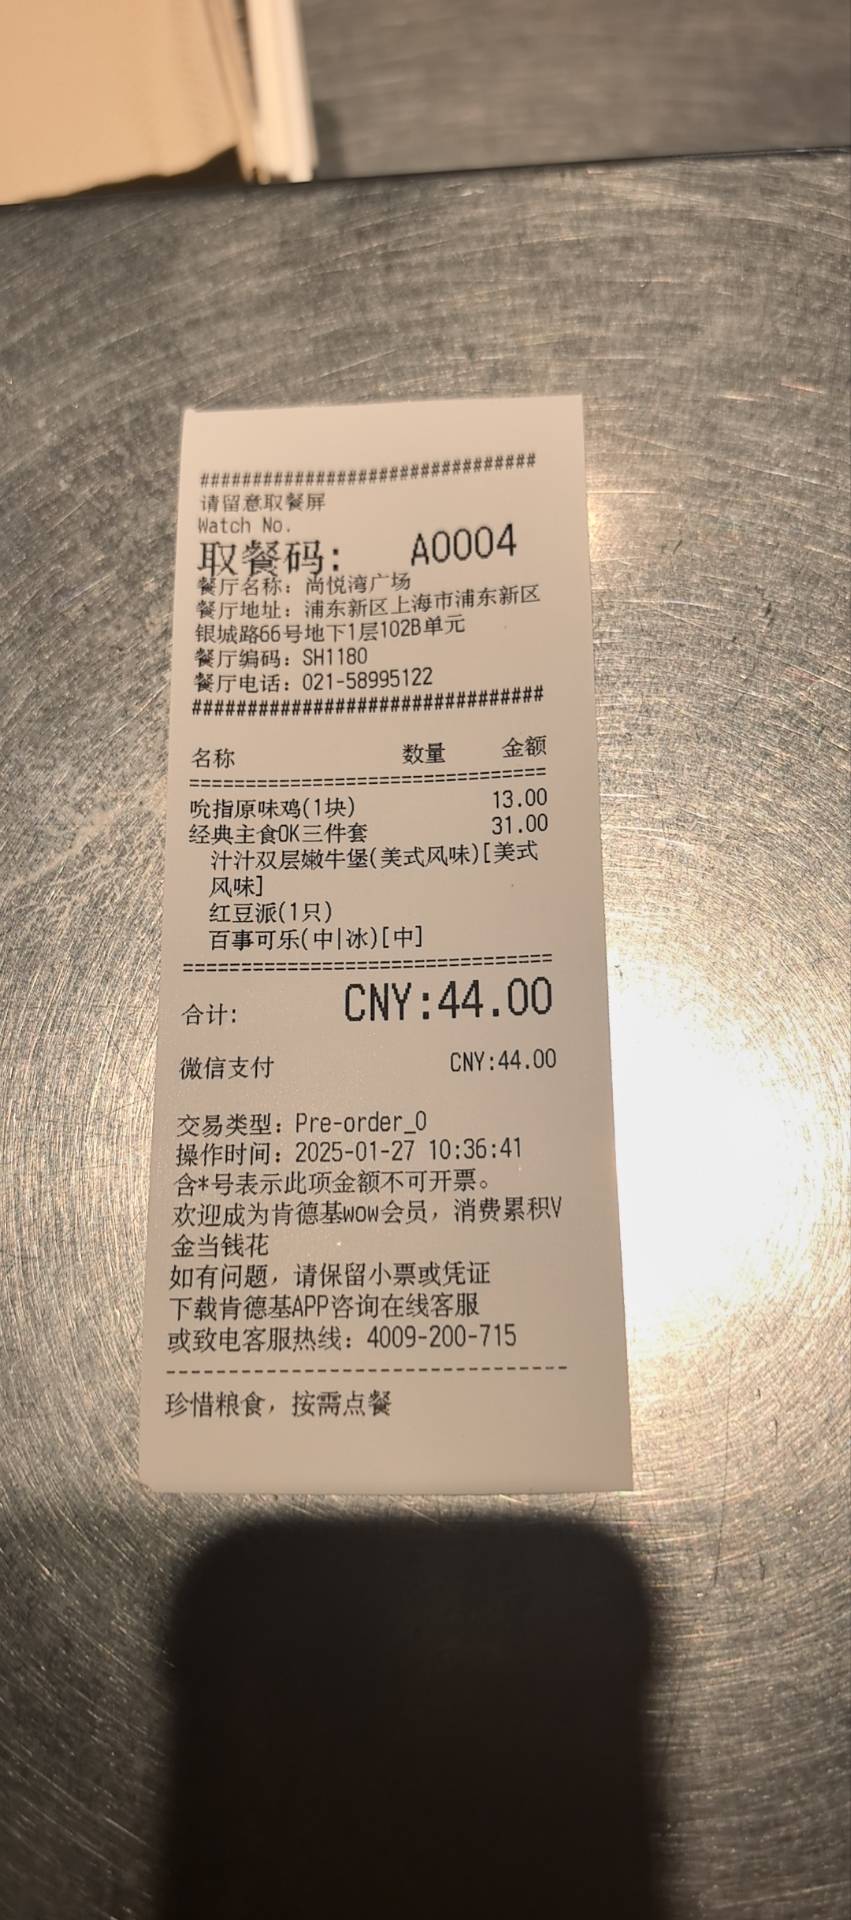 ################################
请留意取餐屏
Watch No.
取餐码： A0004
餐厅名称：尚悦湾广场
餐厅地址：浦东新区上海市浦东新区
银城路66号地下1层102B单元
餐厅编码：SH1180
餐厅电话：021-58995122
################################
名称 数量 金额
================================
吮指原味鸡(1块) 13.00
经典主食OK三件套 31.00
汁汁双层嫩牛堡(美式风味)[美式
风味]
红豆派(1只)
百事可乐(中|冰)[中]
================================
合计: CNY:44.00
微信支付 CNY:44.00
交易类型：Pre-order_0
操作时间：2025-01-27 10:36:41
含*号表示此项金额不可开票。
欢迎成为肯德基wow会员，消费累积V
金当钱花
如有问题，请保留小票或凭证
下载肯德基APP咨询在线客服
或致电客服热线：4009-200-715
--------------------------------
珍惜粮食，按需点餐